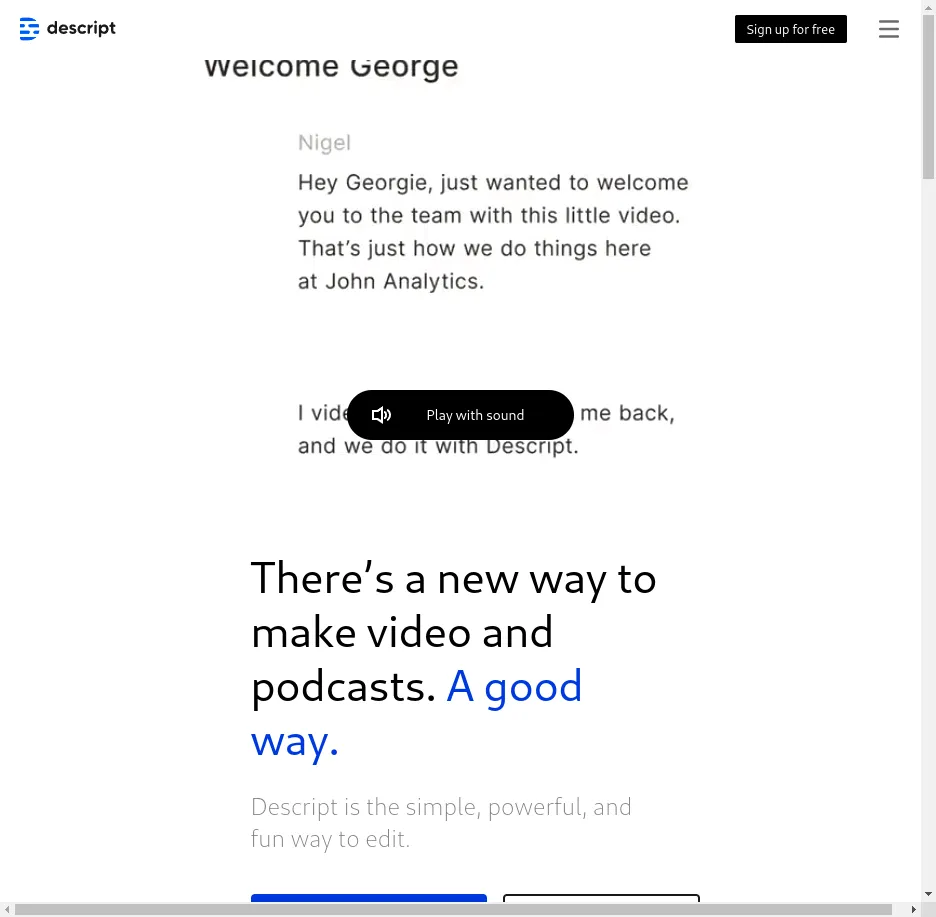 descript
Sign up for free
Welcome George
Nigel
Hey Georgie, just wanted to welcome
you to the team with this little video.
That's just how we do things here
at John Analytics.
I me back,
Play with sound
and we do it with Descript.
There's a new way to
make video and
podcasts. A good
way.
Descript is the simple, powerful, and
fun way to edit.